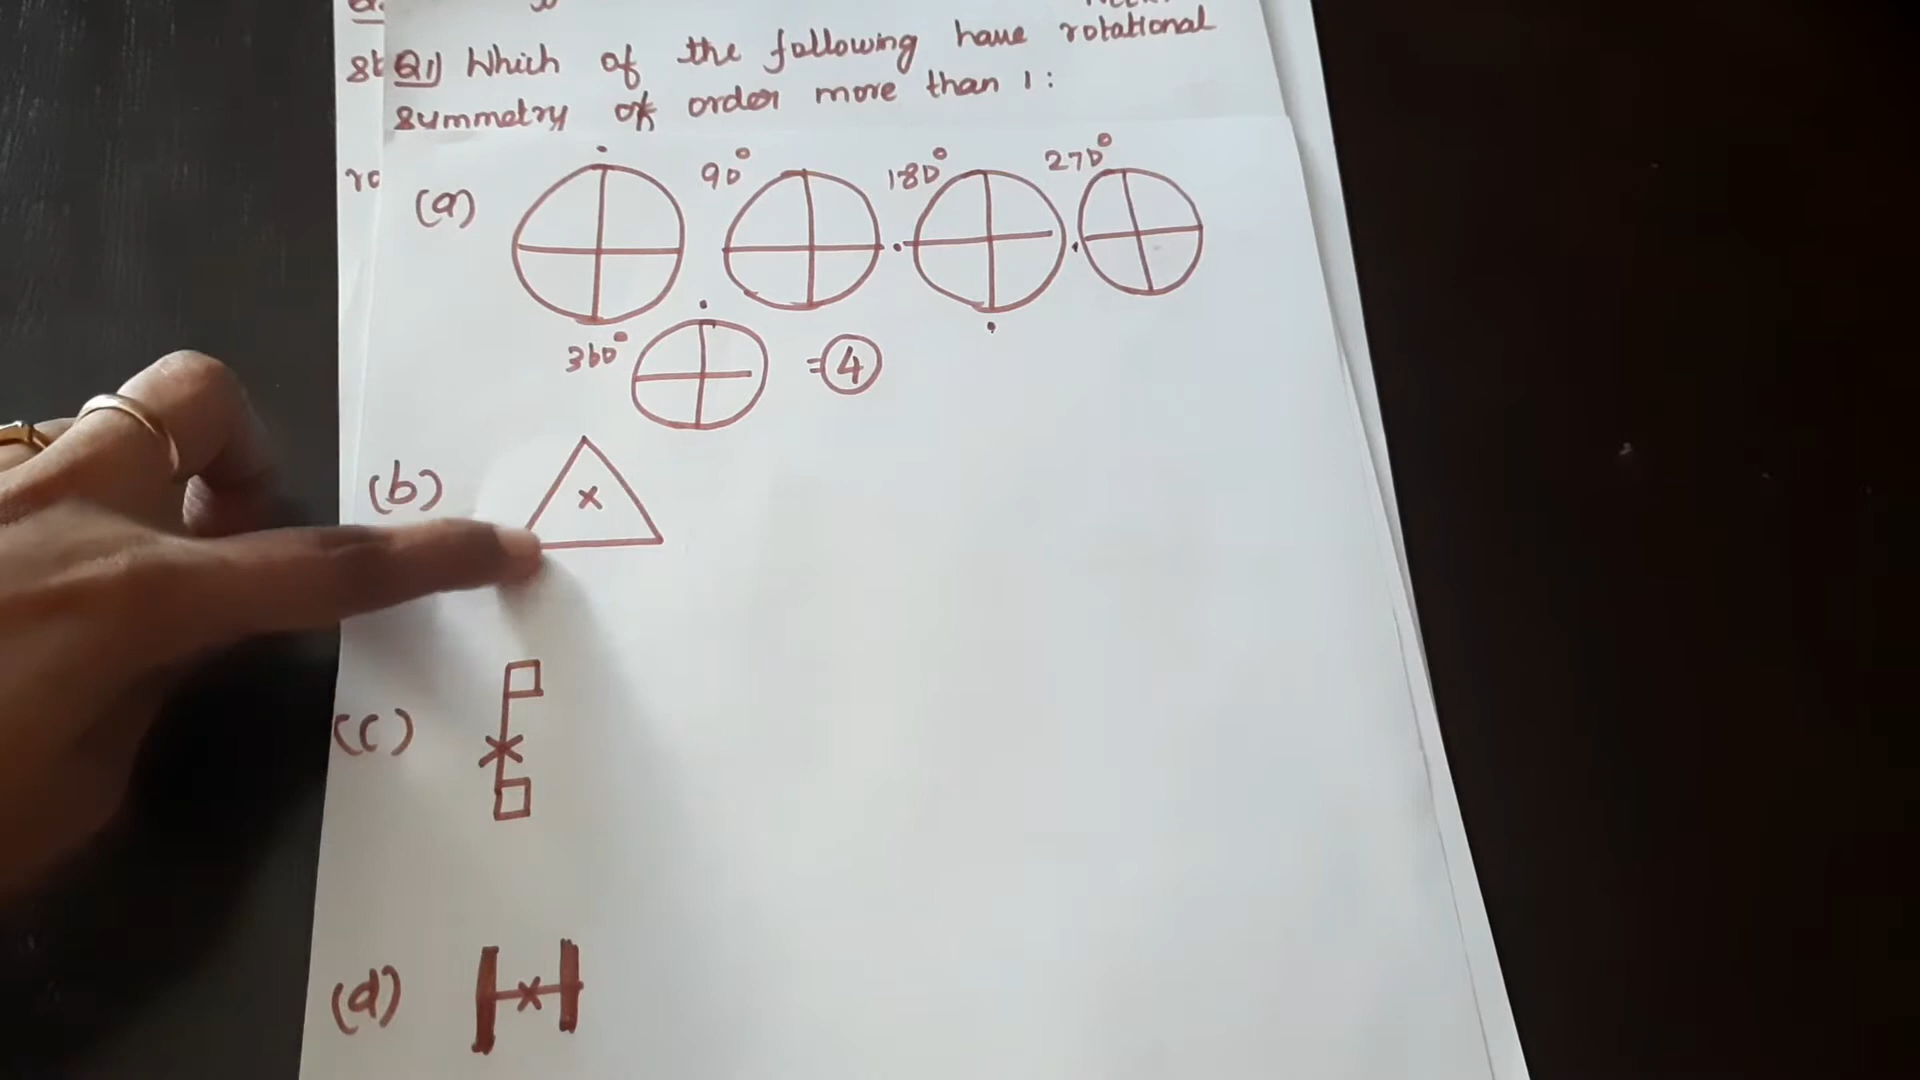 Q1) Which of the following have rotational
symmetry of order more than 1:
(a) 90° 180° 270°
360° = 4
(b) x
(c)
(d) x